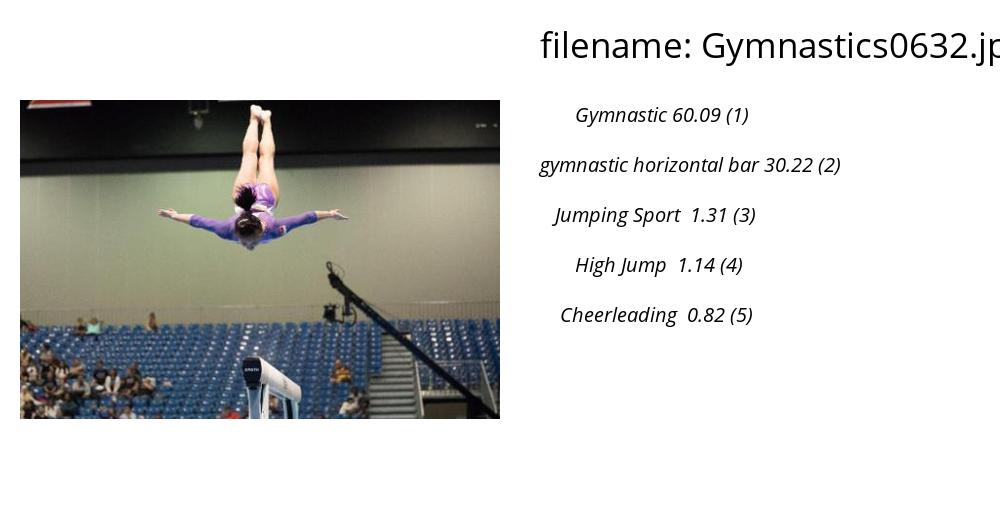 filename: Gymnastics0632.jp
Gymnastic 60.09 (1)
gymnastic horizontal bar 30.22 (2)
Jumping Sport 1.31 (3)
High Jump 1.14 (4)
Cheerleading 0.82 (5)